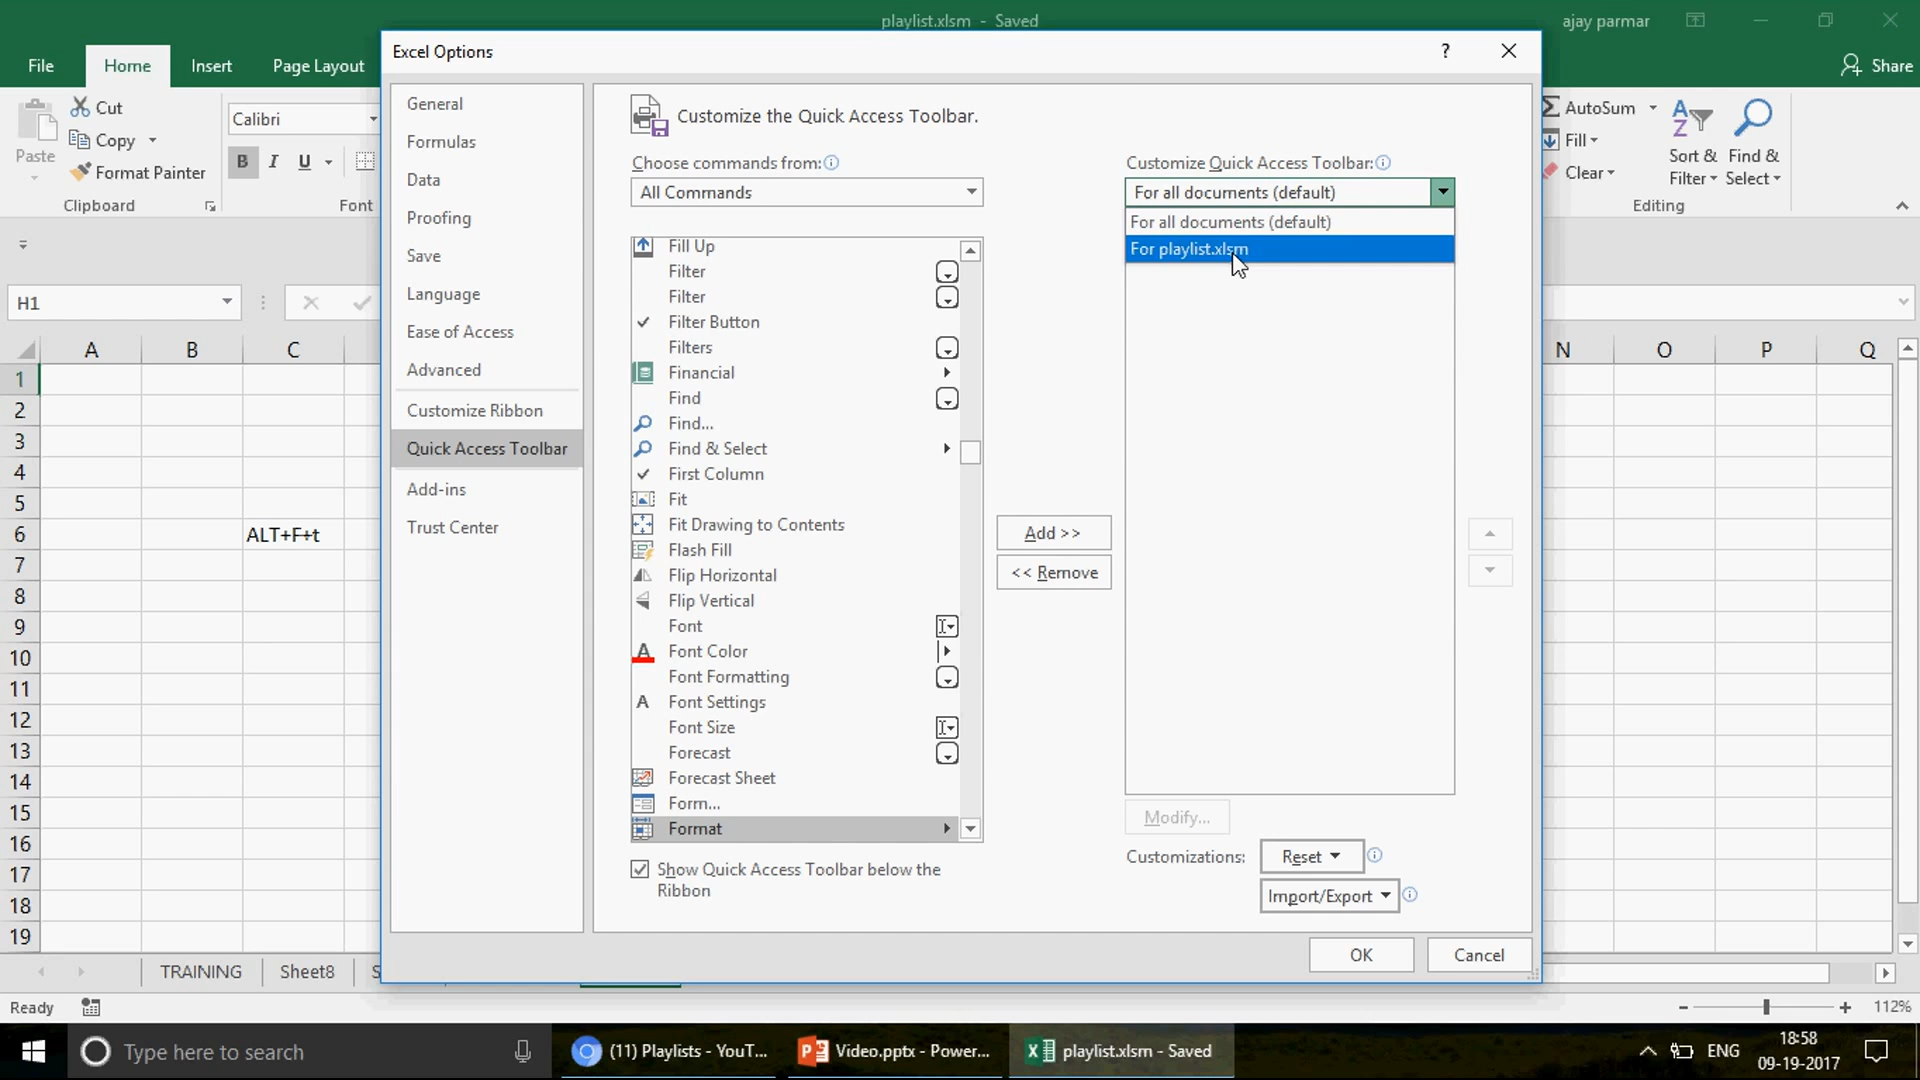 playlist.xlsm - Saved
ajay parmar
File
Home
Insert
Page Layout
Share
Paste
Cut
Copy
Format Painter
Clipboard
Calibri
B I U
Font
AutoSum
Fill
Clear
Sort & Filter
Find & Select
Editing
H1
A B C N O P Q
1
2
3
4
5
6
7
8
9
10
11
12
13
14
15
16
17
18
19
ALT+F+t
Excel Options
?
General
Formulas
Data
Proofing
Save
Language
Ease of Access
Advanced
Customize Ribbon
Quick Access Toolbar
Add-ins
Trust Center
Customize the Quick Access Toolbar.
Choose commands from:
All Commands
Fill Up
Filter
Filter
Filter Button
Filters
Financial
Find
Find...
Find & Select
First Column
Fit
Fit Drawing to Contents
Flash Fill
Flip Horizontal
Flip Vertical
Font
Font Color
Font Formatting
Font Settings
Font Size
Forecast
Forecast Sheet
Form...
Format
Show Quick Access Toolbar below the
Ribbon
Add >>
<< Remove
Customize Quick Access Toolbar:
For all documents (default)
For all documents (default)
For playlist.xlsm
Modify...
Customizations:
Reset
Import/Export
OK
Cancel
TRAINING
Sheet8
S
Ready
112%
Type here to search
(11) Playlists - YouT...
Video.pptx - Power...
playlist.xlsm - Saved
ENG
18:58
09-19-2017